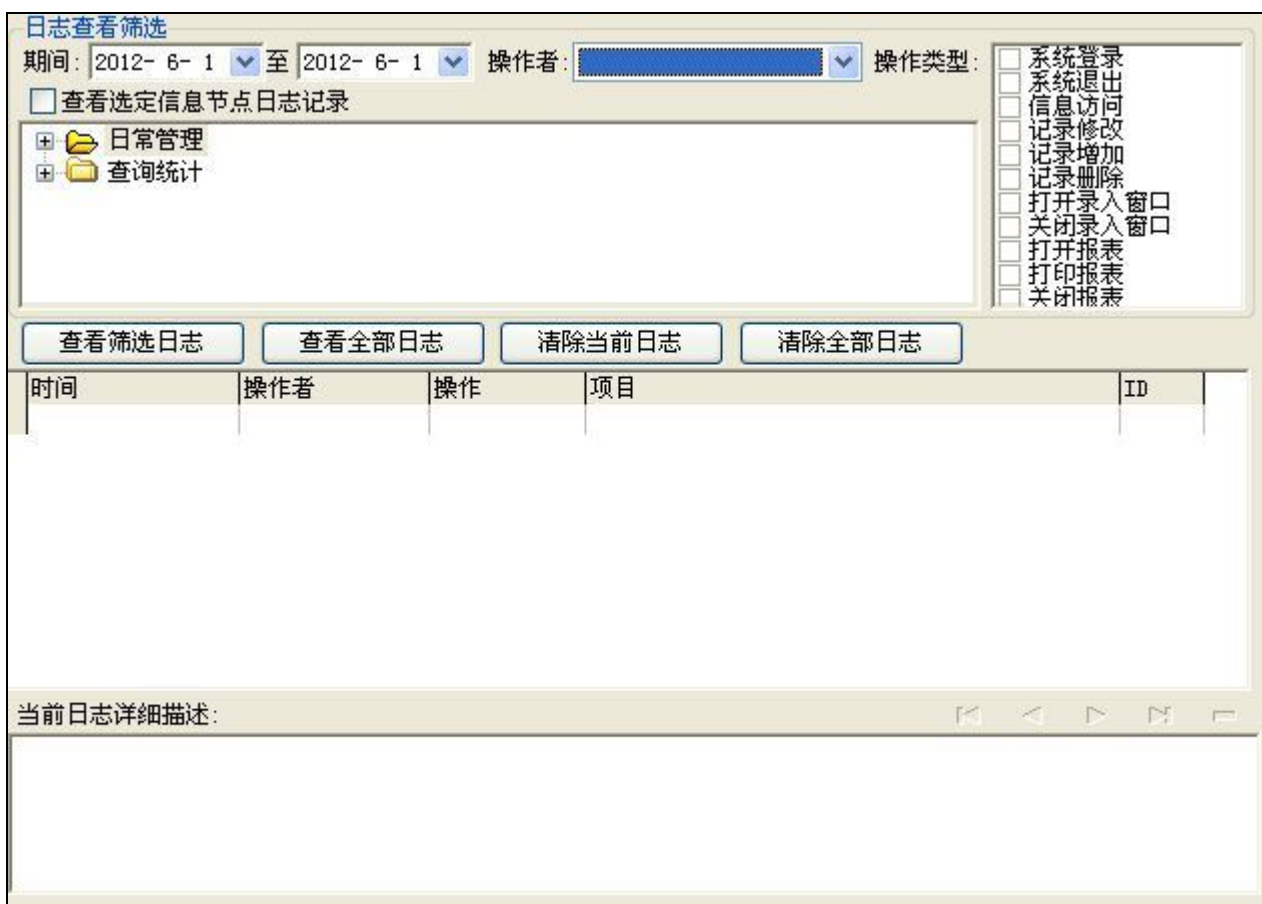 日志查看筛选
期间: 2012- 6- 1 至 2012- 6- 1 操作者: 操作类型:
系统登录
系统退出
信息访问
记录修改
记录增加
记录删除
打开录入窗口
关闭录入窗口
打开报表
打印报表
关闭报表
查看选定信息节点日志记录
日常管理
查询统计
查看筛选日志 查看全部日志 清除当前日志 清除全部日志
时间 操作者 操作 项目 ID
当前日志详细描述: